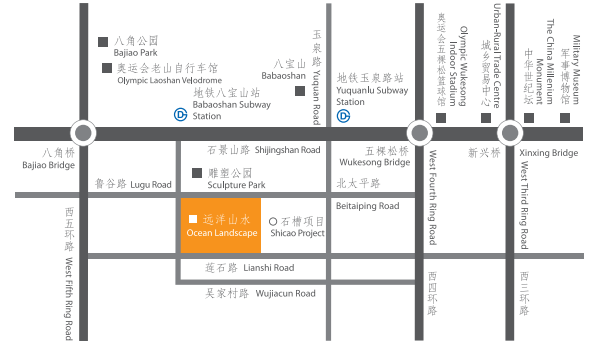 八角公园
Bajiao Park
奥运会老山自行车馆
Olympic Laoshan Velodrome
地铁八宝山站
Babaoshan Subway
Station
八宝山
Babaoshan
玉泉路 Yuquan Road
地铁玉泉路站
Yuquanlu Subway
Station
奥运会五棵松篮球馆
Olympic Wukesong
Indoor Stadium
城乡贸易中心
Urban-Rural Trade Centre
中华世纪坛
The China Millenium
Monument
军事博物馆
Military Museum
八角桥
Bajiao Bridge
石景山路 Shijingshan Road
五棵松桥
Wukesong Bridge
新兴桥 Xinxing Bridge
鲁谷路 Lugu Road
雕塑公园
Sculpture Park
北太平路
Beitaiping Road
远洋山水
Ocean Landscape
石槽项目
Shicao Project
莲石路 Lianshi Road
吴家村路 Wujiacun Road
西五环路 West Fifth Ring Road
West Fourth Ring Road
西四环路
West Third Ring Road
西三环路